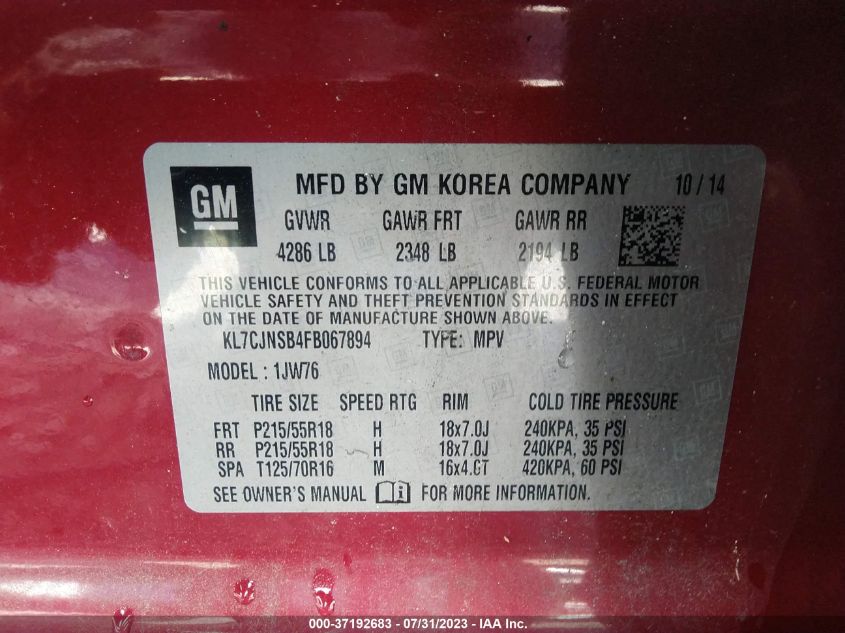 GM MFD BY GM KOREA COMPANY 10/14
GVWR GAWR FRT GAWR RR
4286 LB 2348 LB 2194 LB
THIS VEHICLE CONFORMS TO ALL APPLICABLE U.S. FEDERAL MOTOR
VEHICLE SAFETY AND THEFT PREVENTION STANDARDS IN EFFECT
ON THE DATE OF MANUFACTURE SHOWN ABOVE.
KL7CJNSB4FB067894 TYPE: MPV
MODEL : 1JW76
TIRE SIZE SPEED RTG RIM COLD TIRE PRESSURE
FRT P215/55R18 H 18x7.0J 240KPA, 35 PSI
RR P215/55R18 H 18x7.0J 240KPA, 35 PSI
SPA T125/70R16 M 16x4.0T 420KPA, 60 PSI
SEE OWNER'S MANUAL FOR MORE INFORMATION.
000-37192683 - 07/31/2023 - IAA Inc.